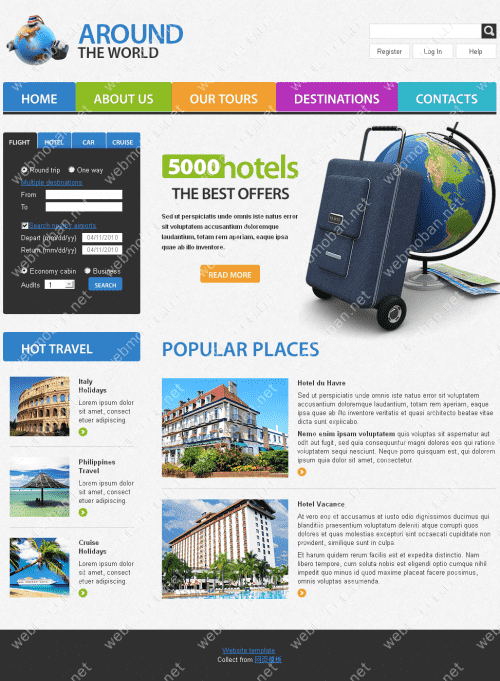 AROUND
THE WORLD
Register
Log In
Help
HOME
ABOUT US
OUR TOURS
DESTINATIONS
CONTACTS
FLIGHT
HOTEL
CAR
CRUISE
Round trip
One way
Multiple destinations
From
To
Search nearby airports
Depart (mm/dd/yy)
04/11/2010
Return (mm/dd/yy)
04/11/2010
Economy cabin
Business
Audits
1
SEARCH
5000 hotels
THE BEST OFFERS
Sed ut perspiciatis unde omnis iste natus error
sit voluptatem accusantium doloremque
laudantium, totam rem aperiam, eaque ipsa
quae ab illo inventore.
READ MORE
HOT TRAVEL
Italy
Holidays
Lorem ipsum dolor
sit amet, consect
etuer adipiscing.
Philippines
Travel
Lorem ipsum dolor
sit amet, consect
etuer adipiscing.
Cruise
Holidays
Lorem ipsum dolor
sit amet, consect
etuer adipiscing.
POPULAR PLACES
Hotel du Havre
Sed ut perspiciatis unde omnis iste natus error sit voluptatem
accusantium doloremque laudantium, totam rem aperiam, eaque
ipsa quae ab illo inventore veritatis et quasi architecto beatae vitae
dicta sunt explicabo.
Nemo enim ipsam voluptatem quia voluptas sit aspernatur aut
odit aut fugit, sed quia consequuntur magni dolores eos qui ratione
voluptatem sequi nesciunt. Neque porro quisquam est, qui dolorem
ipsum quia dolor sit amet, consectetur.
Hotel Vacance
At vero eos et accusamus et iusto odio dignissimos ducimus qui
blanditiis praesentium voluptatum deleniti atque corrupti quos
dolores et quas molestias excepturi sint occaecati cupiditate non
provident, similique sunt in culpa.
Et harum quidem rerum facilis est et expedita distinctio. Nam
libero tempore, cum soluta nobis est eligendi optio cumque nihil
impedit quo minus id quod maxime placeat facere possimus,
omnis voluptas assumenda.
Website template
Collect from 网页模板
webmoban.net